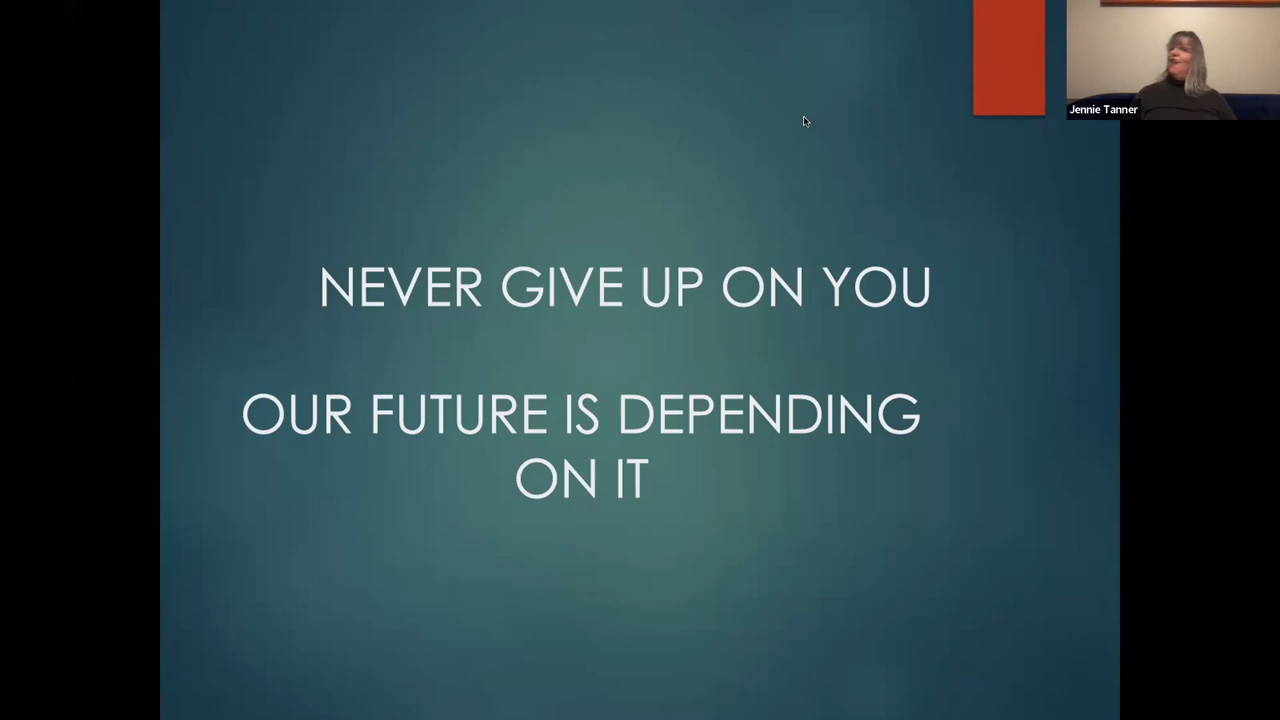 Jennie Tanner
NEVER GIVE UP ON YOU
OUR FUTURE IS DEPENDING
ON IT